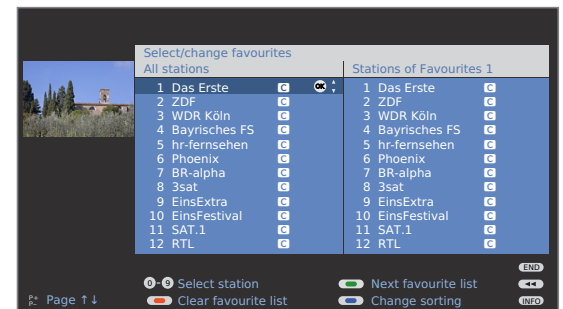 Select/change favourites
All stations
Stations of Favourites 1
1 Das Erste C OK
2 ZDF C
3 WDR Köln C
4 Bayrisches FS C
5 hr-fernsehen C
6 Phoenix C
7 BR-alpha C
8 3sat C
9 EinsExtra C
10 EinsFestival C
11 SAT.1 C
12 RTL C
1 Das Erste C
2 ZDF C
3 WDR Köln C
4 Bayrisches FS C
5 hr-fernsehen C
6 Phoenix C
7 BR-alpha C
8 3sat C
9 EinsExtra C
10 EinsFestival C
11 SAT.1 C
12 RTL C
END
0-9 Select station
Next favourite list
P+
P-
Page ↑↓
Clear favourite list
Change sorting
INFO